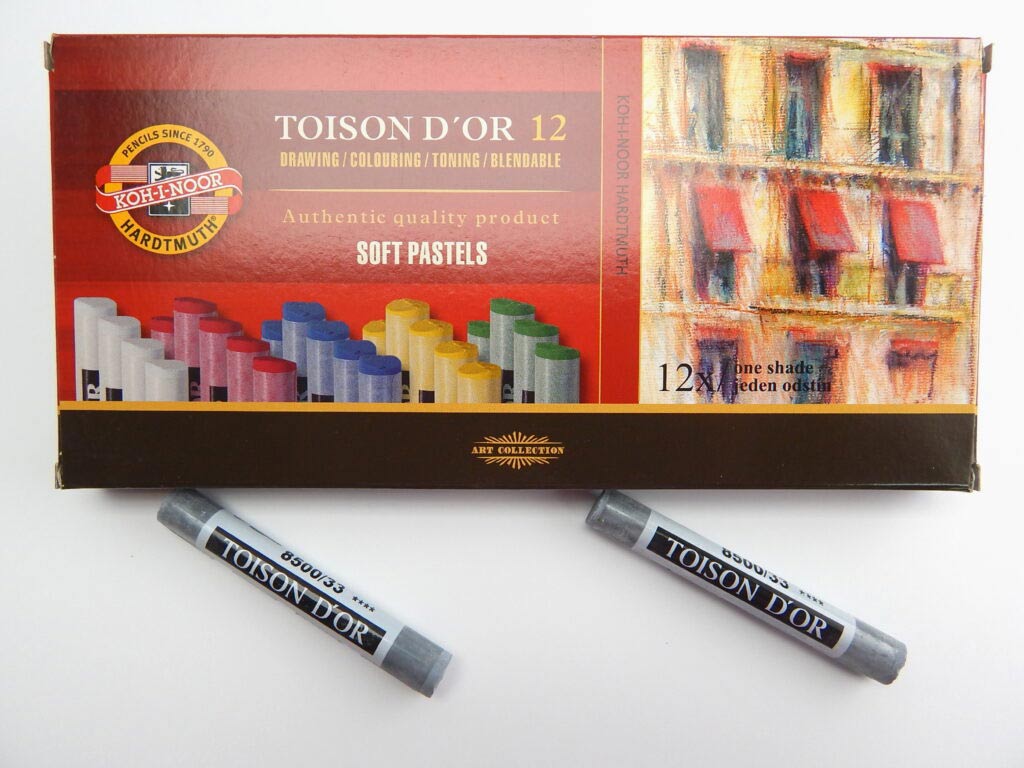 PENCILS SINCE 1790
KOH-I-NOOR
HARDTMUTH®
TOISON D´OR 12
DRAWING / COLOURING / TONING / BLENDABLE
Authentic quality product
SOFT PASTELS
KOH-I-NOOR HARDTMUTH
12x/ one shade
jeden odstín
ART COLLECTION
8500/33 ****
TOISON D'OR
8500/33 ****
TOISON D'OR